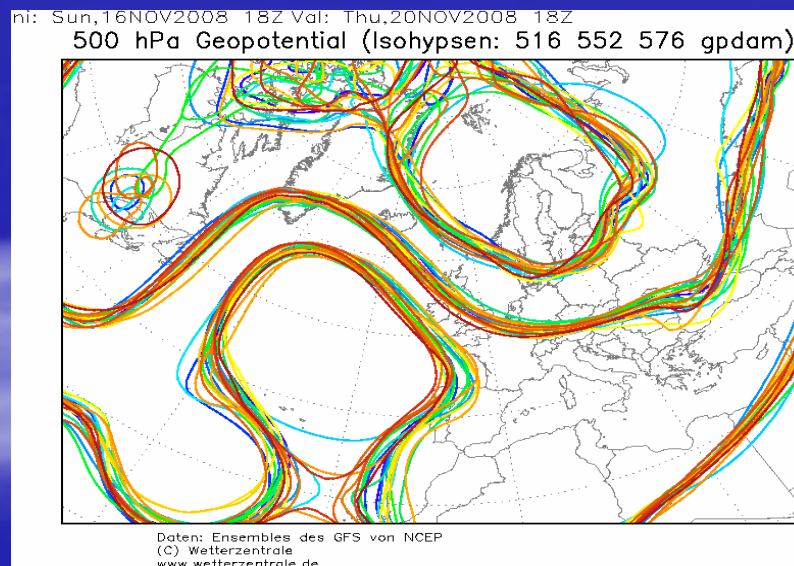 ni: Sun,16NOV2008 18Z Val: Thu,20NOV2008 18Z
500 hPa Geopotential (Isohypsen: 516 552 576 gpdam)
Daten: Ensembles des GFS von NCEP
(C) Wetterzentrale
www.wetterzentrale.de